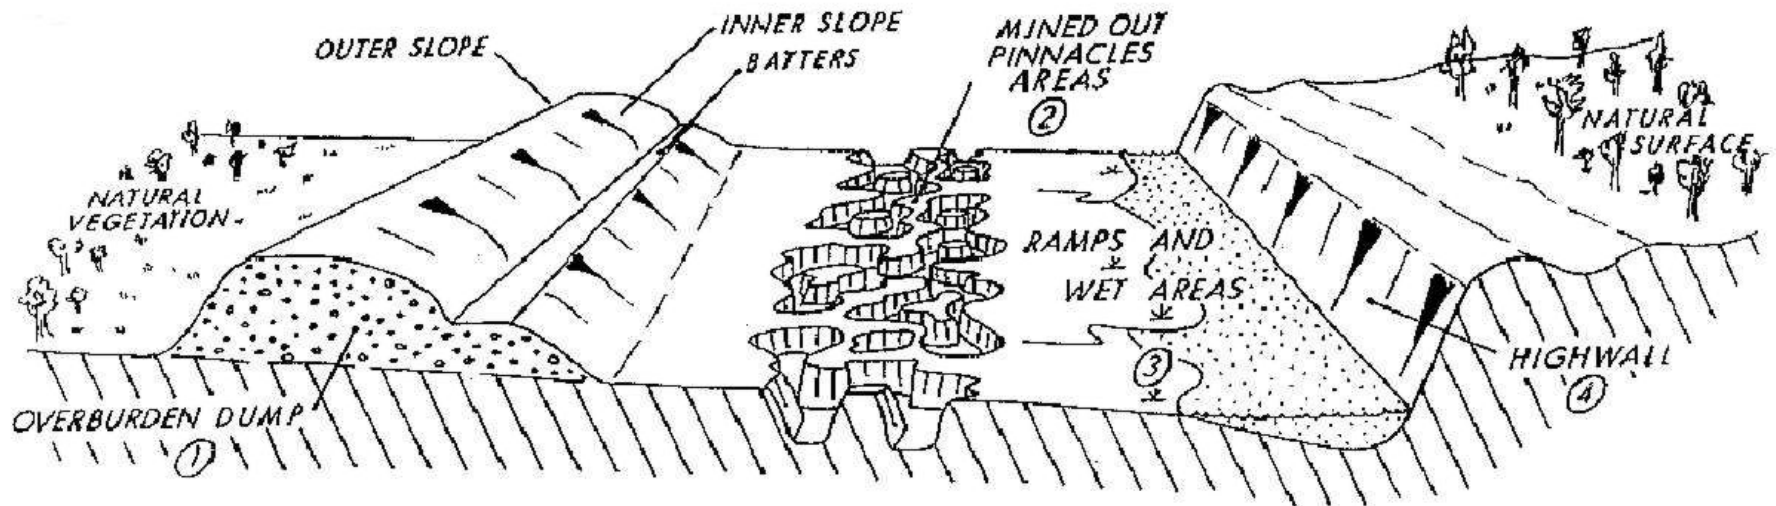 OUTER SLOPE
INNER SLOPE
BATTERS
MINED OUT
PINNACLES
AREAS
2
NATURAL
SURFACE
NATURAL
VEGETATION
RAMPS AND
WET AREAS
3
HIGHWALL
4
OVERBURDEN DUMP
1